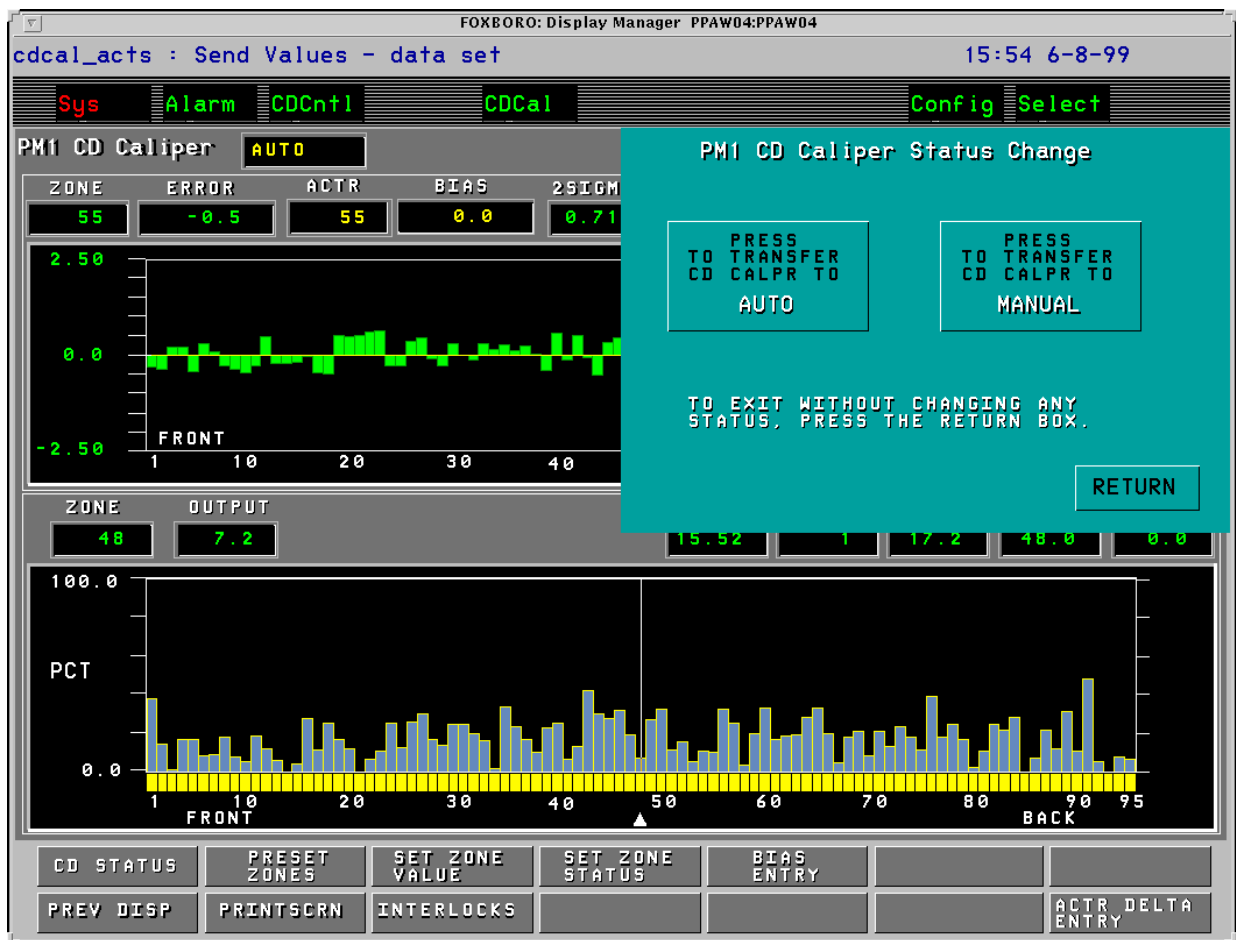 FOXBORO: Display Manager PPAW04:PPAW04
cdcal_acts : Send Values - data set 15:54 6-8-99
Sys Alarm CDCntl CDCal Config Select
PM1 CD Caliper AUTO
ZONE ERROR ACTR BIAS 2SIGM
55 -0.5 55 0.0 0.71
2.50
0.0
-2.50
FRONT
1 10 20 30 40
PM1 CD Caliper Status Change
PRESS
TO TRANSFER
CD CALPR TO
AUTO
PRESS
TO TRANSFER
CD CALPR TO
MANUAL
TO EXIT WITHOUT CHANGING ANY
STATUS, PRESS THE RETURN BOX.
RETURN
ZONE OUTPUT
48 7.2 15.52 1 17.2 48.0 0.0
100.0
PCT
0.0
1 10 20 30 40 50 60 70 80 90 95
FRONT BACK
CD STATUS
PRESET
ZONES
SET ZONE
VALUE
SET ZONE
STATUS
BIAS
ENTRY
PREV DISP
PRINTSCRN
INTERLOCKS
ACTR DELTA
ENTRY